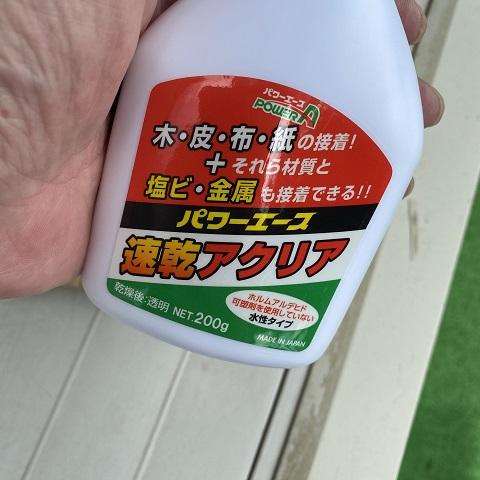 パワーエース
POWER A
木・皮・布・紙の接着!
+それら材質と
塩ビ・金属も接着できる!!
パワーエース
速乾アクリア
乾燥後:透明 NET.200g
ホルムアルデヒド
可塑剤を使用していない
水性タイプ
MADE IN JAPAN